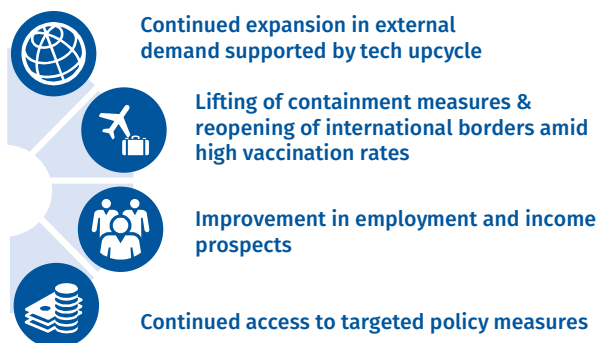 Continued expansion in external
demand supported by tech upcycle
Lifting of containment measures &
reopening of international borders amid
high vaccination rates
Improvement in employment and income
prospects
Continued access to targeted policy measures